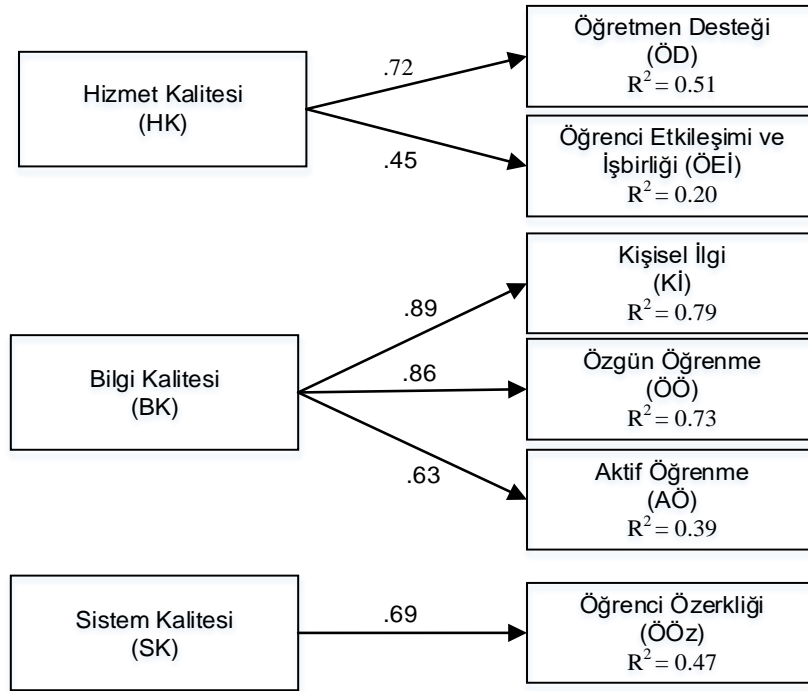 Hizmet Kalitesi
(HK)
.72
.45
Öğretmen Desteği
(ÖD)
R² = 0.51
Öğrenci Etkileşimi ve
İşbirliği (ÖEİ)
R² = 0.20
Bilgi Kalitesi
(BK)
.89
.86
.63
Kişisel İlgi
(Kİ)
R² = 0.79
Özgün Öğrenme
(ÖÖ)
R² = 0.73
Aktif Öğrenme
(AÖ)
R² = 0.39
Sistem Kalitesi
(SK)
.69
Öğrenci Özerkliği
(ÖÖz)
R² = 0.47